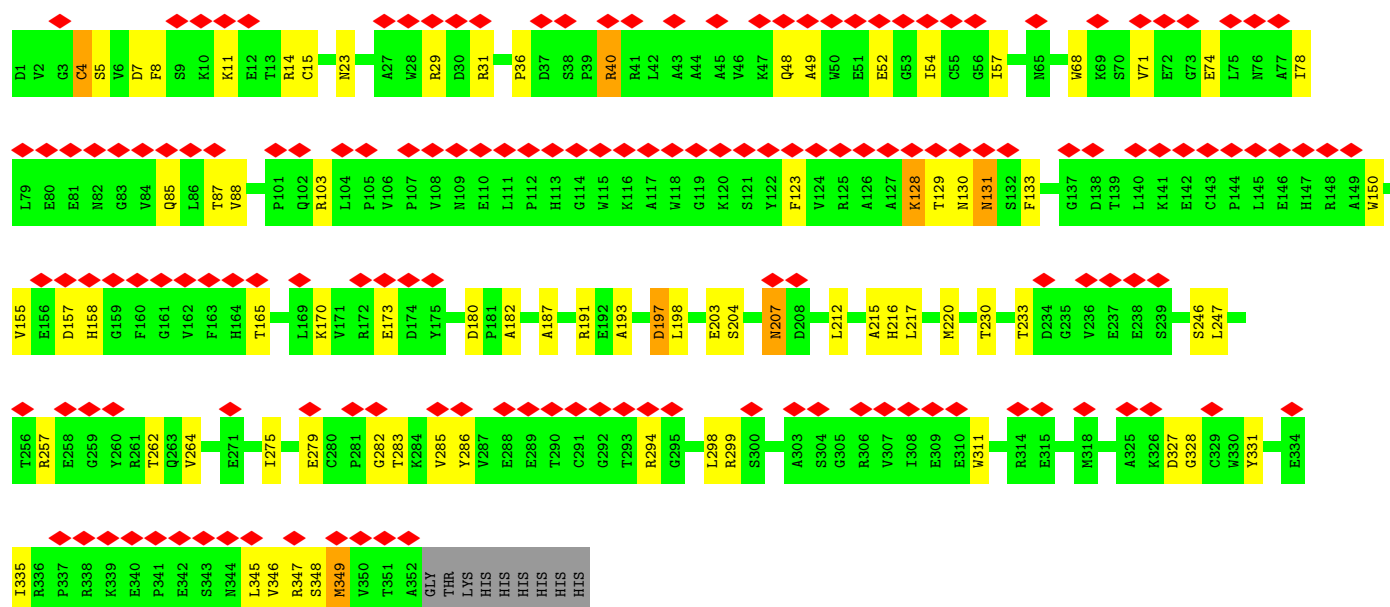 D1 V2 G3 C4 S5 V6 D7 F8 S9 K10 K11 E12 T13 R14 C15 N23 A27 W28 R29 D30 R31 P36 D37 S38 P39 R40 R41 L42 A43 A44 A45 V46 K47 Q48 A49 W50 E51 E52 G53 I54 C55 G56 I57 N65 W68 K69 S70 V71 E72 G73 E74 L75 N76 A77 I78
L79 E80 E81 N82 G83 V84 Q85 L86 T87 V88 P101 Q102 R103 L104 P105 V106 P107 V108 N109 E110 L111 P112 H113 G114 W115 K116 A117 W118 G119 K120 S121 Y122 F123 V124 R125 A126 A127 K128 T129 N130 N131 S132 F133 G137 D138 T139 L140 K141 E142 C143 P144 L145 E146 H147 R148 A149 W150
V155 E156 D157 H158 G159 F160 G161 V162 F163 H164 T165 L169 K170 V171 R172 E173 D174 Y175 D180 P181 A182 A187 R191 E192 A193 D197 L198 E203 S204 N207 D208 L212 A215 H216 L217 M220 T230 T233 D234 G235 V236 E237 E238 S239 S246 L247
T256 R257 E258 G259 Y260 R261 T262 Q263 V264 E271 I275 E279 C280 P281 G282 T283 K284 V285 Y286 V287 E288 E289 T290 C291 G292 T293 R294 G295 L298 R299 S300 A303 S304 G305 R306 V307 I308 E309 E310 W311 R314 E315 M318 A325 K326 D327 G328 C329 W330 Y331 E334
I335 R336 P337 R338 K339 E340 P341 E342 S343 N344 L345 V346 R347 S348 M349 V350 T351 A352 GLY THR LYS HIS HIS HIS HIS HIS HIS